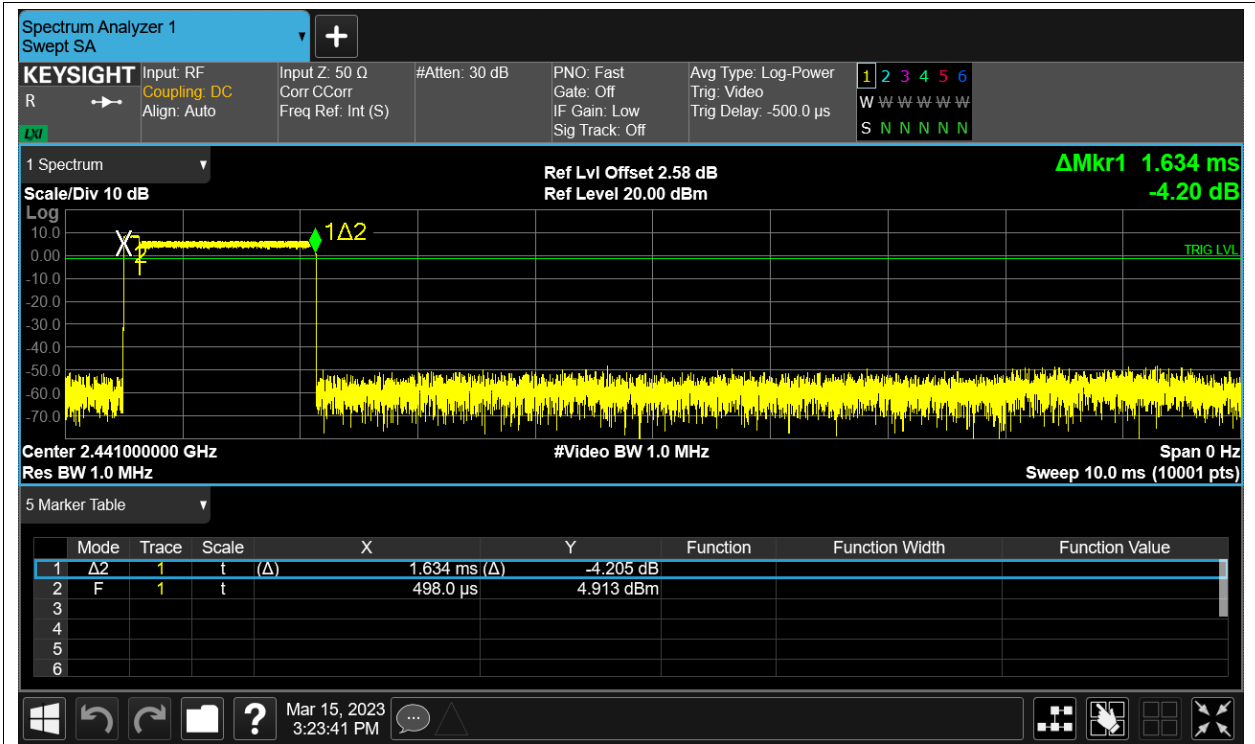 Spectrum Analyzer 1
Swept SA
+
KEYSIGHT Input: RF Input Z: 50 Ω #Atten: 30 dB PNO: Fast Avg Type: Log-Power 1 2 3 4 5 6
R Coupling: DC Corr CCorr Gate: Off Trig: Video W W W W W W
Align: Auto Freq Ref: Int (S) IF Gain: Low Trig Delay: -500.0 µs
LXI Sig Track: Off S N N N N N
1 Spectrum Ref Lvl Offset 2.58 dB ΔMkr1 1.634 ms
Scale/Div 10 dB Ref Level 20.00 dBm -4.20 dB
Log
10.0 X 2 1Δ2
0.00 TRIG LVL
-10.0
-20.0
-30.0
-40.0
-50.0
-60.0
-70.0
Center 2.441000000 GHz #Video BW 1.0 MHz Span 0 Hz
Res BW 1.0 MHz Sweep 10.0 ms (10001 pts)
5 Marker Table
Mode Trace Scale X Y Function Function Width Function Value
1 Δ2 1 t (Δ) 1.634 ms (Δ) -4.205 dB
2 F 1 t 498.0 µs 4.913 dBm
3
4
5
6
? Mar 15, 2023
3:23:41 PM